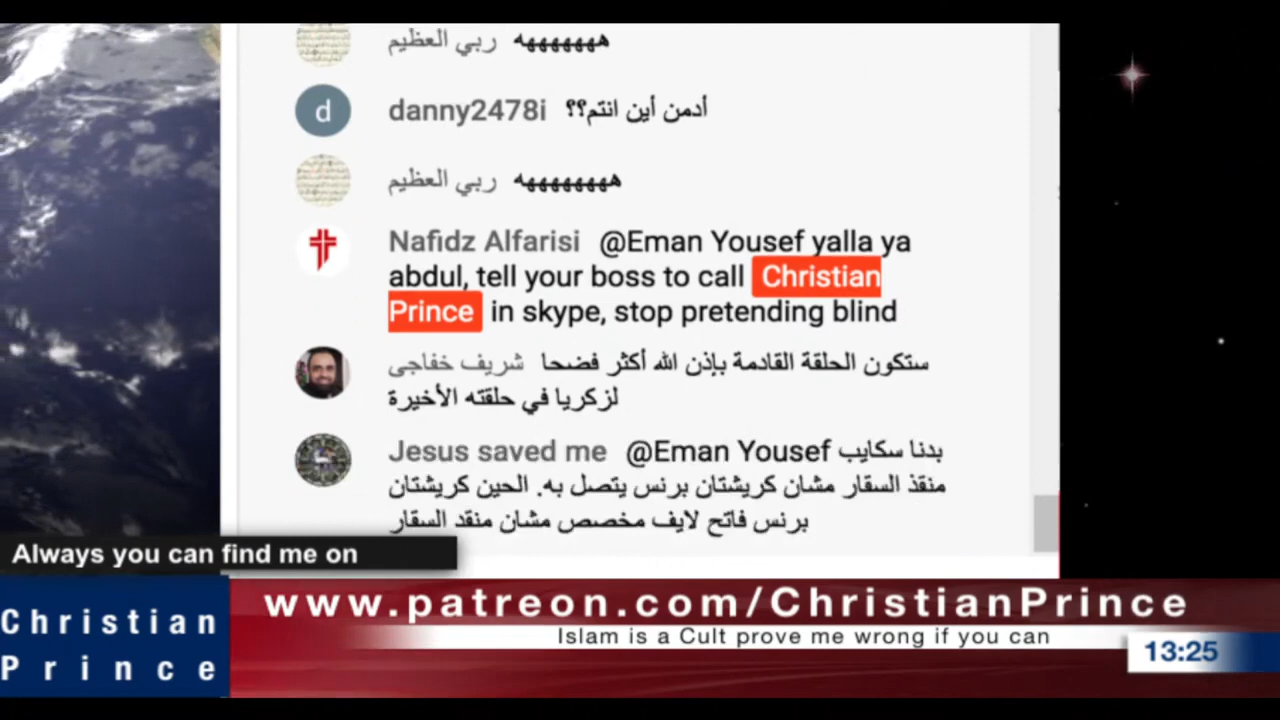 ربي العظيم ههههههههه
d
danny2478i أدمن أين انتم؟؟
ربي العظيم ههههههههه
Nafidz Alfarisi @Eman Yousef yalla ya
abdul, tell your boss to call Christian
Prince in skype, stop pretending blind
شريف خفاجى ستكون الحلقة القادمة بإذن الله أكثر فضحا
لزكريا في حلقته الأخيرة
Jesus saved me @Eman Yousef بدنا سكايب
منقذ السقار مشان كريشتان برنس يتصل به. الحين كريشتان
برنس فاتح لايف مخصص مشان منقد السقار
Always you can find me on
Christian
Prince
www.patreon.com/ChristianPrince
Islam is a Cult prove me wrong if you can
13:25